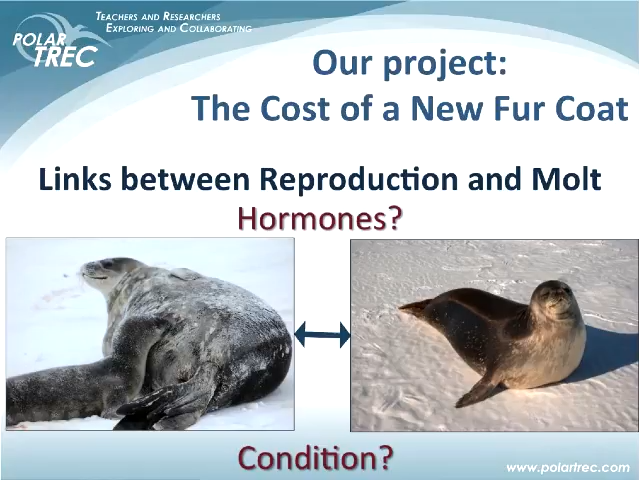 TEACHERS AND RESEARCHERS
EXPLORING AND COLLABORATING
POLAR
TREC
Our project:
The Cost of a New Fur Coat
Links between Reproduction and Molt
Hormones?
Condition?
www.polartrec.com